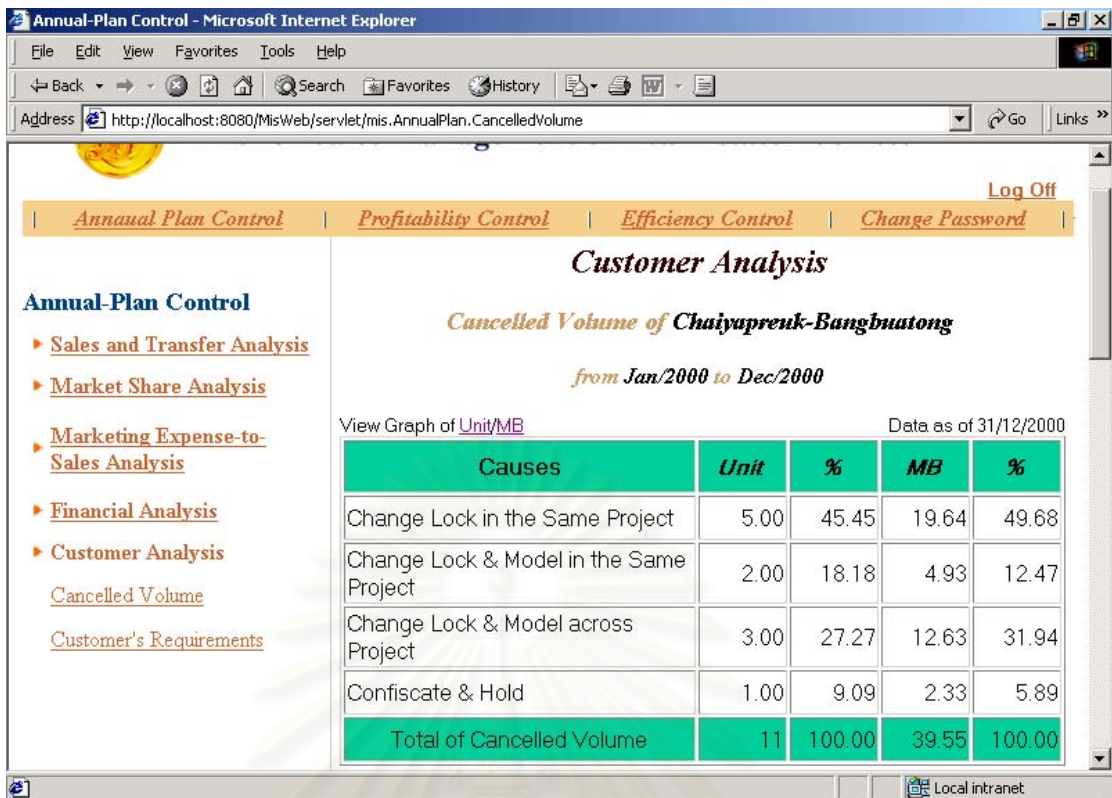 Annual-Plan Control - Microsoft Internet Explorer
File Edit View Favorites Tools Help
Back Search Favorites History
Address http://localhost:8080/MisWeb/servlet/mis.AnnualPlan.CancelledVolume Go Links »
Log Off
| Annaual Plan Control | Profitability Control | Efficiency Control | Change Password |
Customer Analysis
Annual-Plan Control
Cancelled Volume of Chaiyapreuk-Bangbuatong
Sales and Transfer Analysis
from Jan/2000 to Dec/2000
Market Share Analysis
Marketing Expense-to-
Sales Analysis
Financial Analysis
Customer Analysis
Cancelled Volume
Customer's Requirements
View Graph of Unit/MB Data as of 31/12/2000
Causes Unit % MB %
Change Lock in the Same Project 5.00 45.45 19.64 49.68
Change Lock & Model in the Same
Project 2.00 18.18 4.93 12.47
Change Lock & Model across
Project 3.00 27.27 12.63 31.94
Confiscate & Hold 1.00 9.09 2.33 5.89
Total of Cancelled Volume 11 100.00 39.55 100.00
Local intranet